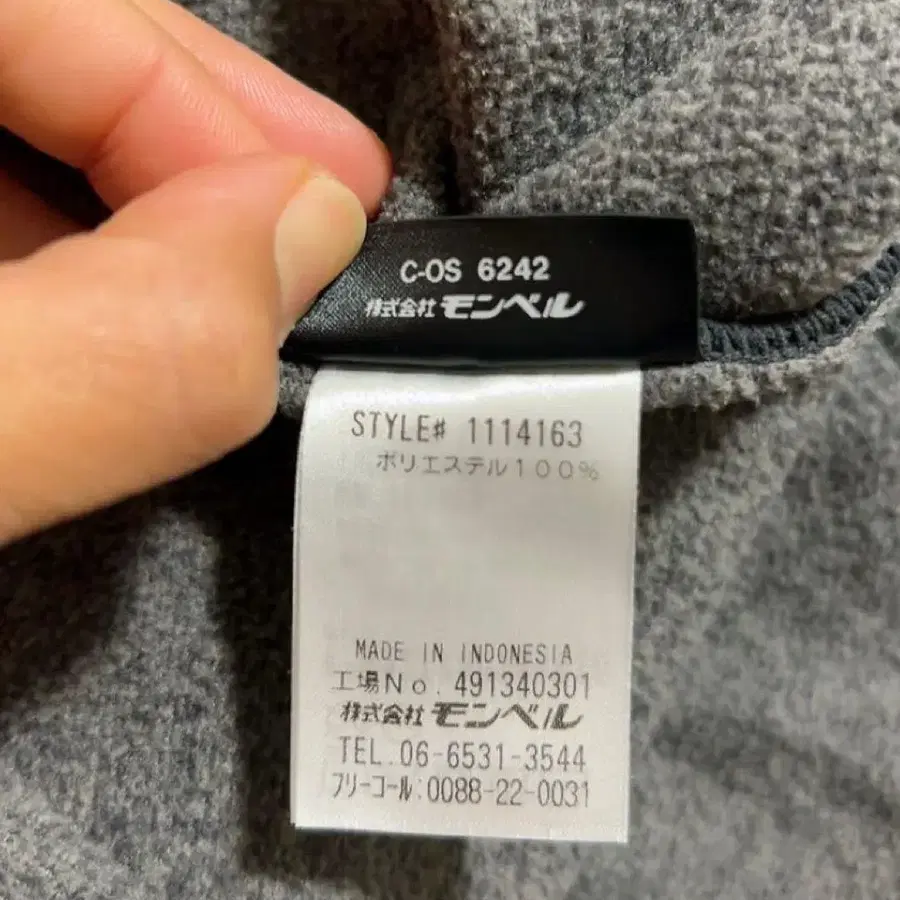 C-OS 6242
株式会社 モンベル
STYLE# 1114163
ポリエステル100%
MADE IN INDONESIA
工場No. 491340301
株式会社 モンベル
TEL.06-6531-3544
フリーコール:0088-22-0031